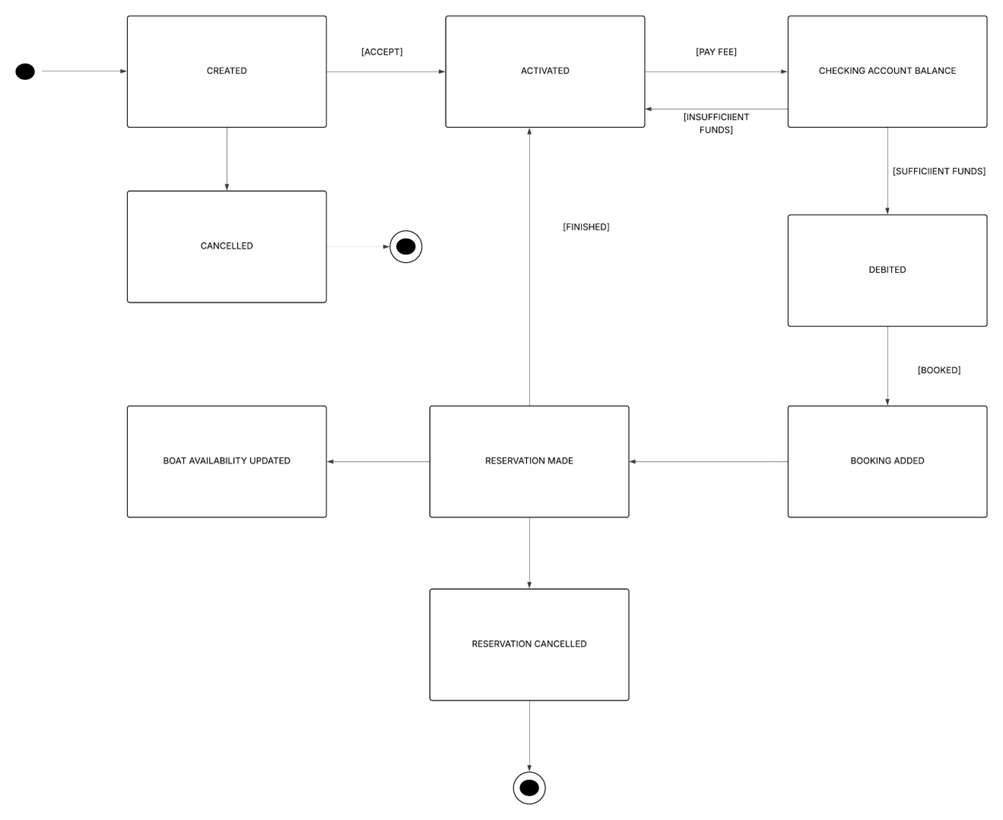 CREATED
[ACCEPT]
ACTIVATED
[PAY FEE]
CHECKING ACCOUNT BALANCE
[INSUFFICIIENT
FUNDS]
[SUFFICIIENT FUNDS]
CANCELLED
[FINISHED]
DEBITED
[BOOKED]
BOAT AVAILABILITY UPDATED
RESERVATION MADE
BOOKING ADDED
RESERVATION CANCELLED